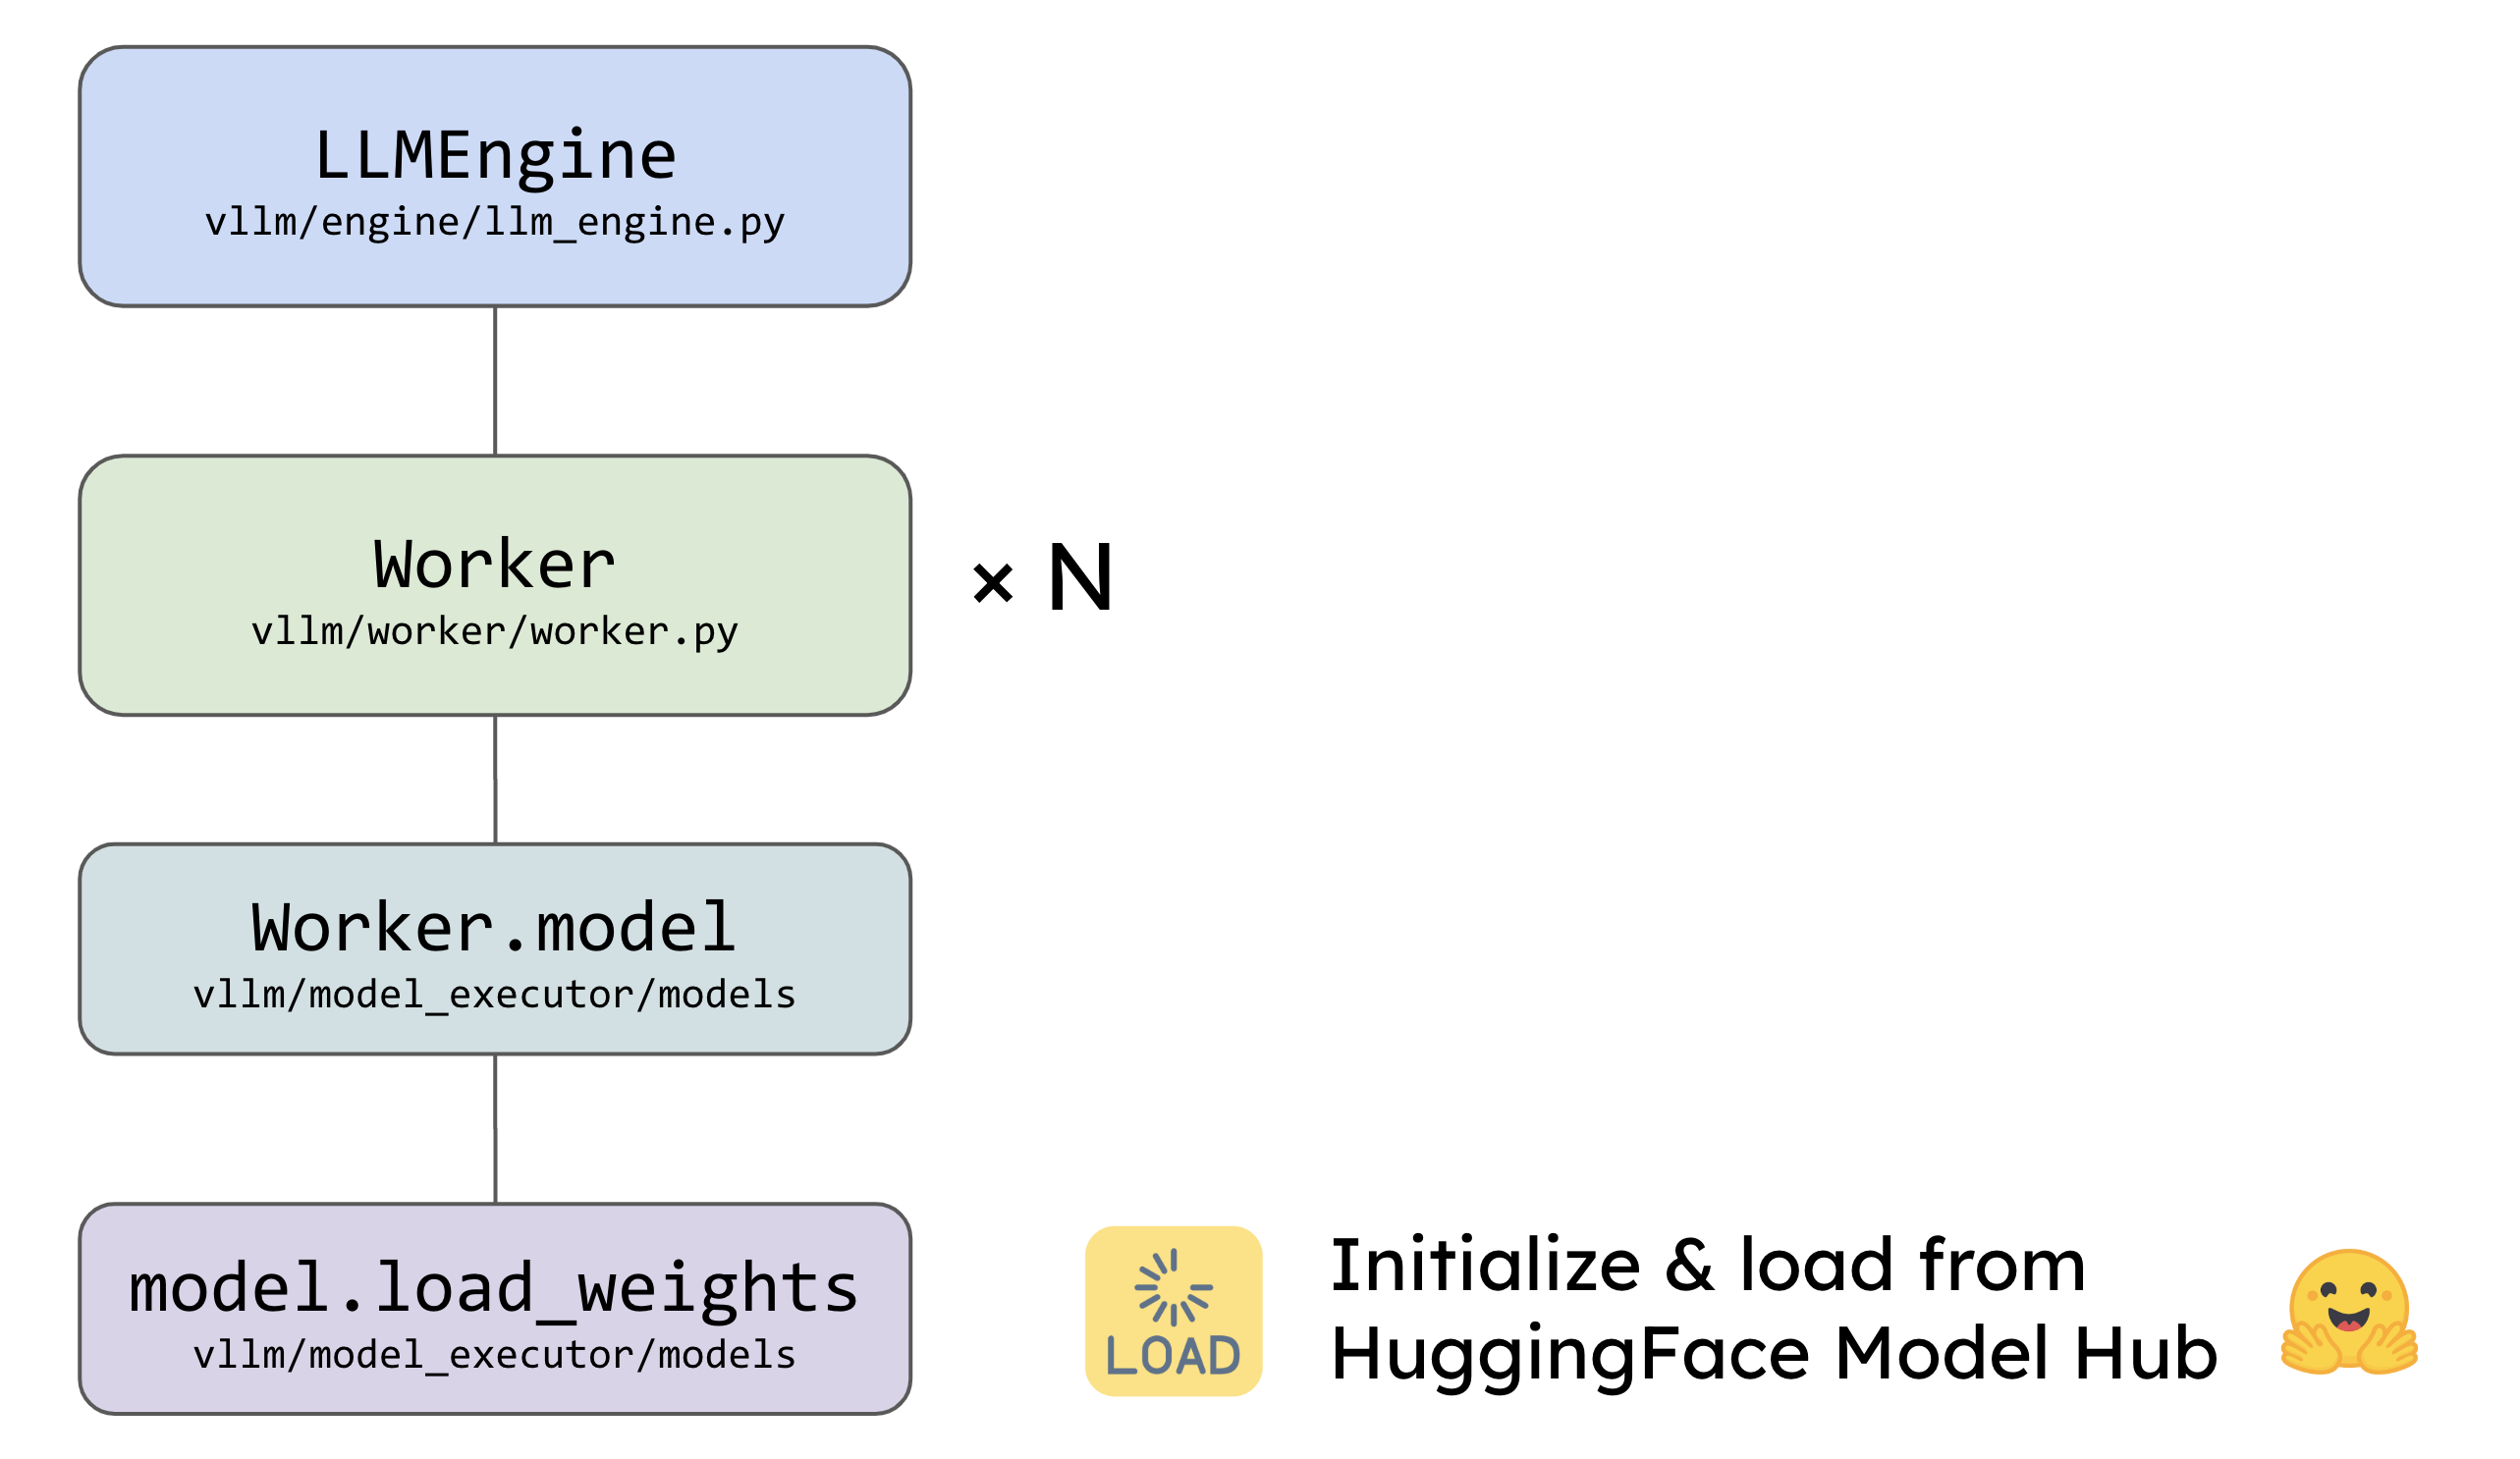 LLMEngine
vllm/engine/llm_engine.py
Worker
vllm/worker/worker.py
× N
Worker.model
vllm/model_executor/models
model.load_weights
vllm/model_executor/models
LOAD
Initialize & load from
HuggingFace Model Hub